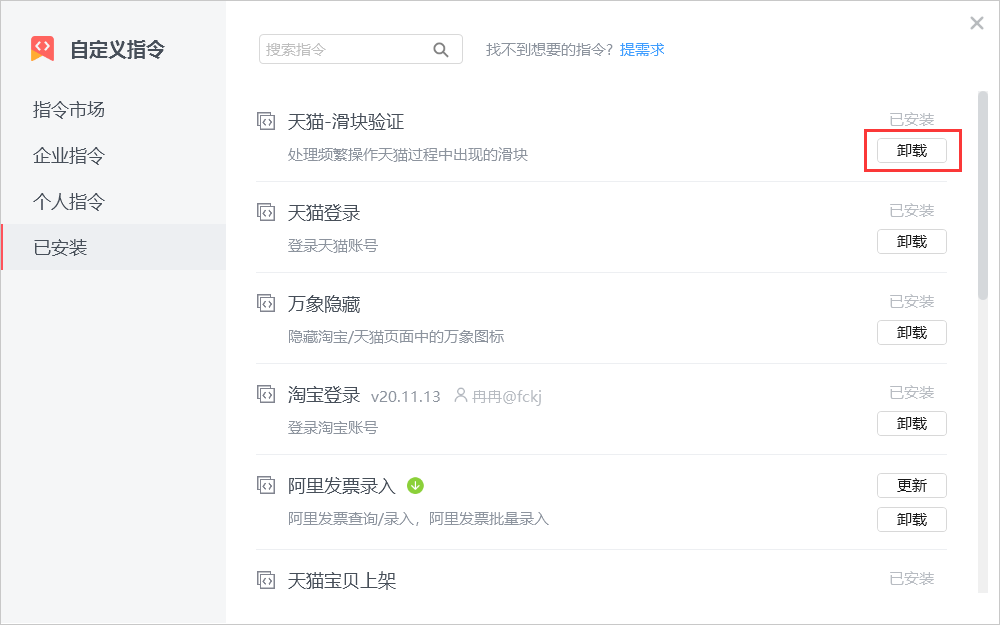 自定义指令
指令市场
企业指令
个人指令
已安装
搜索指令
找不到想要的指令? 提需求
天猫-滑块验证
已安装
处理频繁操作天猫过程中出现的滑块
卸载
天猫登录
已安装
登录天猫账号
卸载
万象隐藏
已安装
隐藏淘宝/天猫页面中的万象图标
卸载
淘宝登录 v20.11.13 冉冉@fckj
已安装
登录淘宝账号
卸载
阿里发票录入
更新
阿里发票查询/录入，阿里发票批量录入
卸载
天猫宝贝上架
已安装